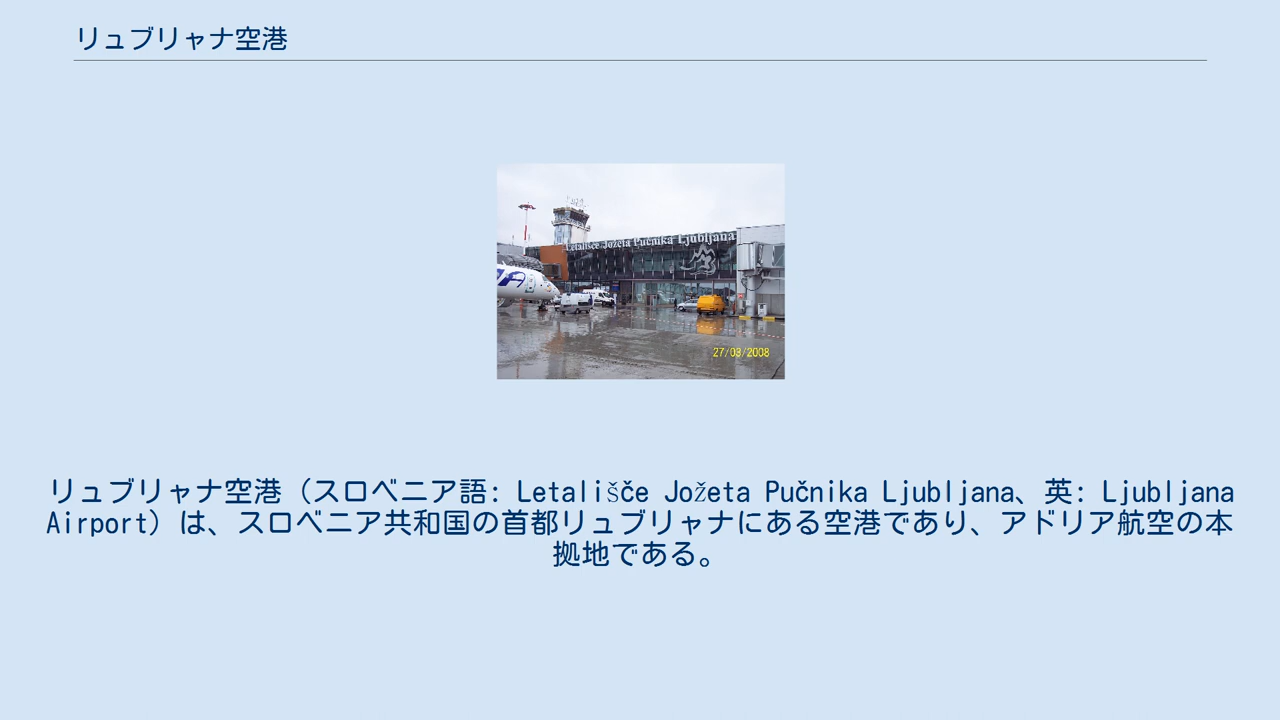 リュブリャナ空港
Letališče Jožeta Pučnika Ljubljana
27/03/2008
リュブリャナ空港（スロベニア語: Letališče Jožeta Pučnika Ljubljana、英: Ljubljana
Airport）は、スロベニア共和国の首都リュブリャナにある空港であり、アドリア航空の本
拠地である。